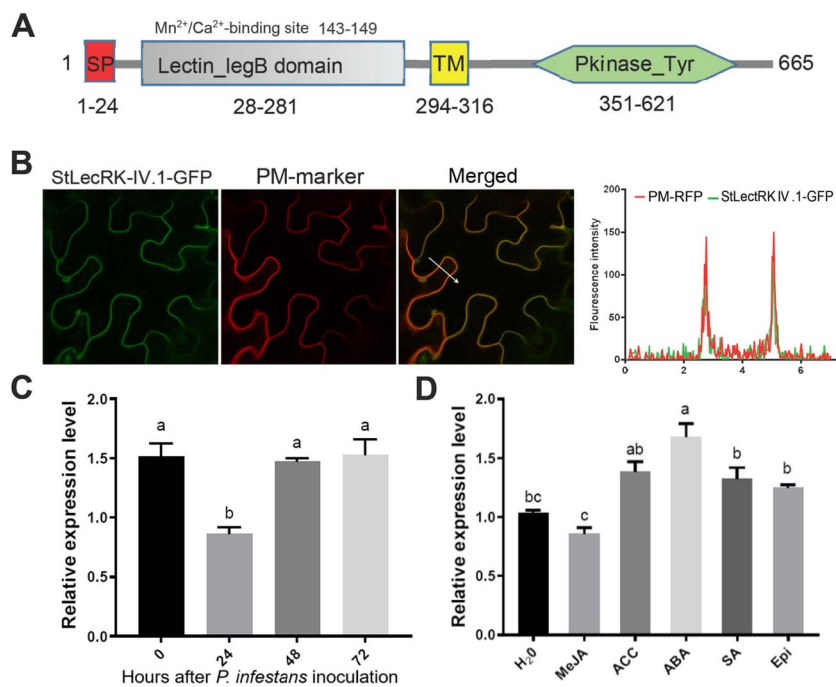 A
Mn²⁺/Ca²⁺-binding site 143-149
1 SP Lectin_legB domain TM Pkinase_Tyr 665
1-24 28-281 294-316 351-621
B
StLecRK-IV.1-GFP PM-marker Merged
PM-RFP StLectRK IV .1-GFP
Flourescence intensity
200
150
100
50
0
0 2 4 6
C
Relative expression level
2.0
1.5
1.0
0.5
0.0
a b a a
0 24 48 72
Hours after P. infestans inoculation
D
Relative expression level
2.0
1.5
1.0
0.5
0.0
bc c ab a b b
H₂0 MeJA ACC ABA SA Epi